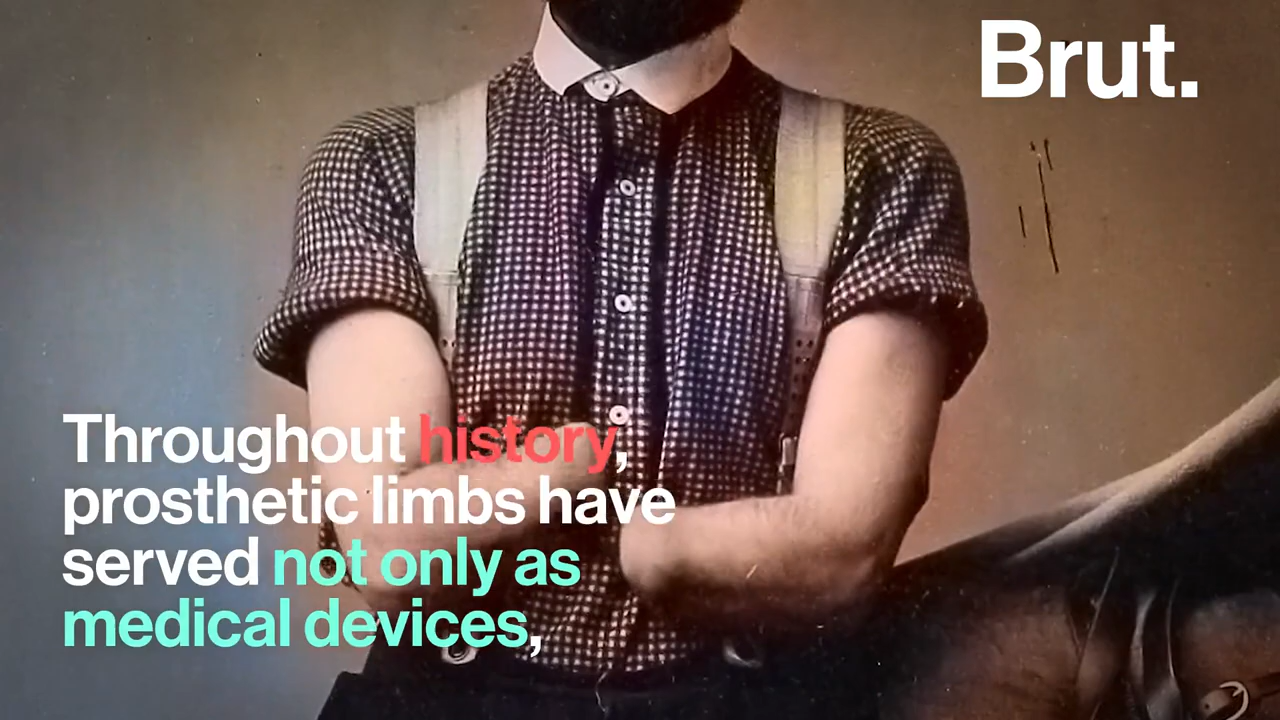 Brut.
Throughout history,
prosthetic limbs have
served not only as
medical devices,